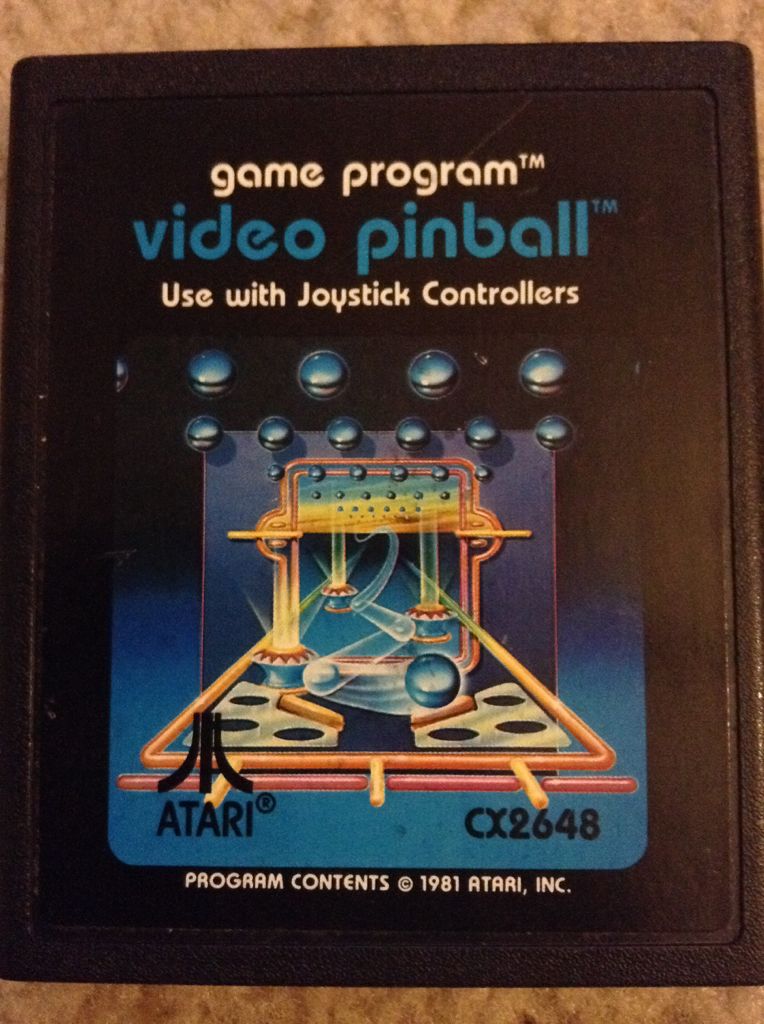 game program™
video pinball™
Use with Joystick Controllers
ATARI®
CX2648
PROGRAM CONTENTS © 1981 ATARI, INC.